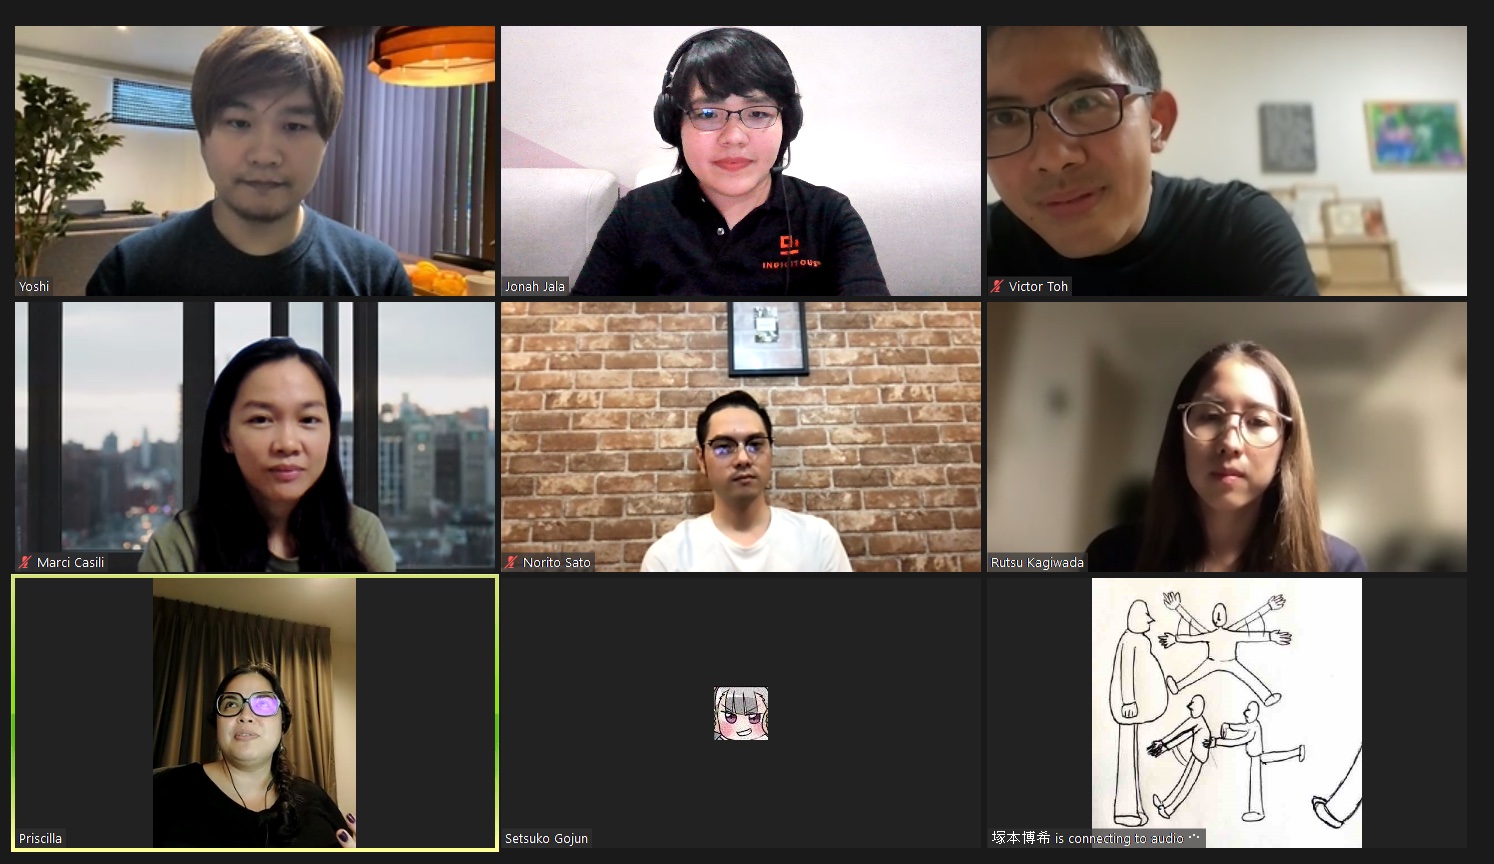 Yoshi
Jonah Jala
Victor Toh
Marci Casili
Norito Sato
Rutsu Kagiwada
Priscilla
Setsuko Gojun
塚本博希 is connecting to audio ･･･